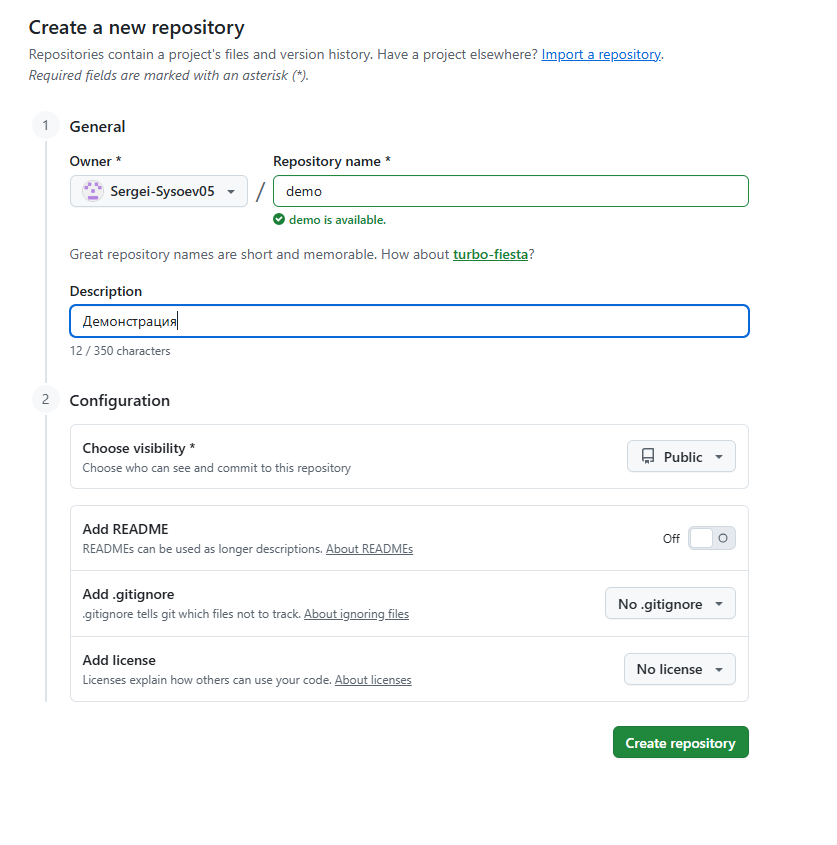 Create a new repository
Repositories contain a project's files and version history. Have a project elsewhere? Import a repository.
Required fields are marked with an asterisk (*).
1 General
Owner * Repository name *
Sergei-Sysoev05 / demo
demo is available.
Great repository names are short and memorable. How about turbo-fiesta?
Description
Демонстрация
12 / 350 characters
2 Configuration
Choose visibility *
Choose who can see and commit to this repository
Public
Add README
READMEs can be used as longer descriptions. About READMEs
Off
Add .gitignore
.gitignore tells git which files not to track. About ignoring files
No .gitignore
Add license
Licenses explain how others can use your code. About licenses
No license
Create repository